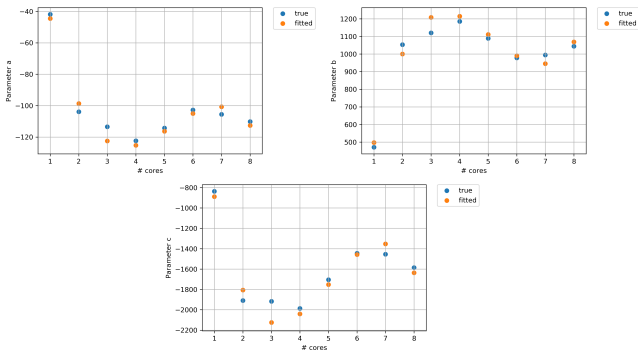 −40
−60
−80
−100
−120
Parameter a
1 2 3 4 5 6 7 8
# cores
true
fitted
1200
1100
1000
900
800
700
600
500
Parameter b
1 2 3 4 5 6 7 8
# cores
true
fitted
−800
−1000
−1200
−1400
−1600
−1800
−2000
−2200
Parameter c
1 2 3 4 5 6 7 8
# cores
true
fitted